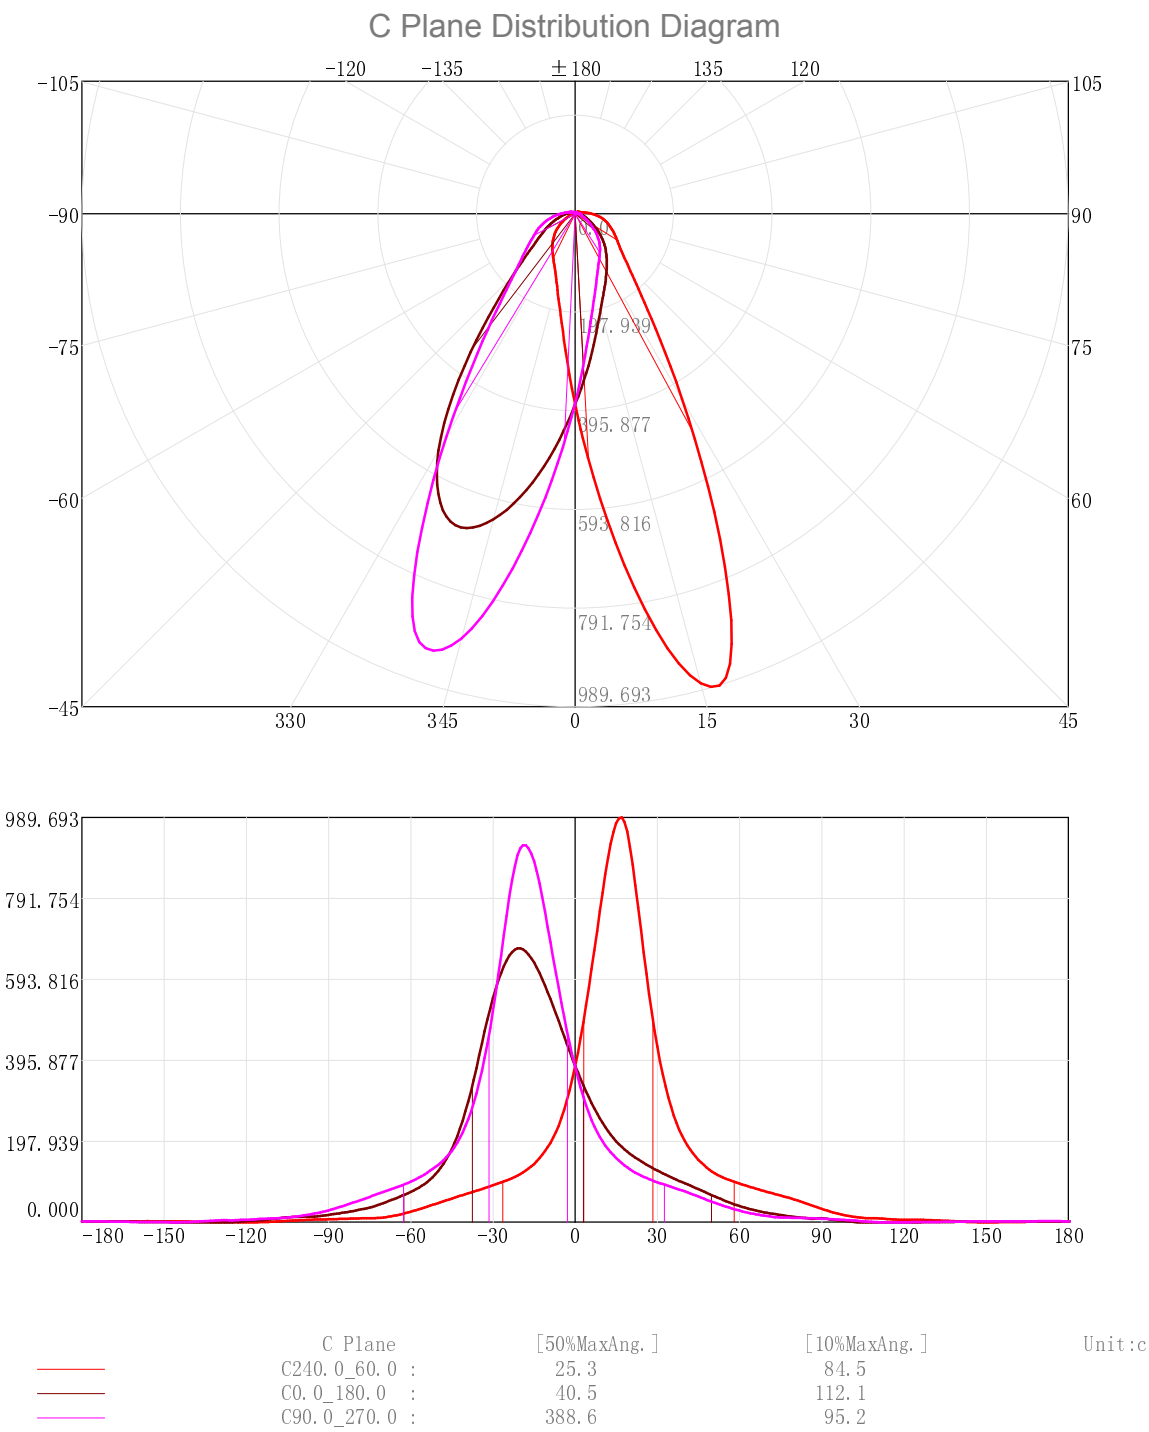 C Plane Distribution Diagram
-120 -135 ±180 135 120
-105 105
-90 90
0.0
197.939
-75 75
395.877
-60 60
593.816
791.754
989.693
-45
330 345 0 15 30 45
989.693
791.754
593.816
395.877
197.939
0.000
-180 -150 -120 -90 -60 -30 0 30 60 90 120 150 180
C Plane [50%MaxAng.] [10%MaxAng.] Unit:c
C240.0_60.0 : 25.3 84.5
C0.0_180.0 : 40.5 112.1
C90.0_270.0 : 388.6 95.2